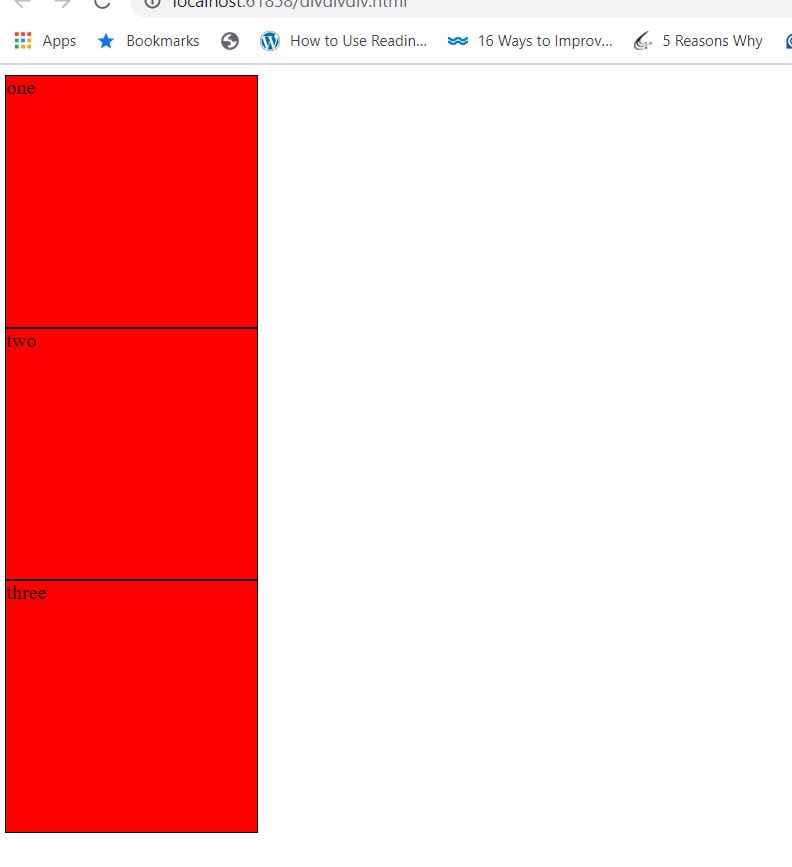 localhost:61858/divdivdiv.html
Apps Bookmarks How to Use Readin... 16 Ways to Improv... 5 Reasons Why
one
two
three